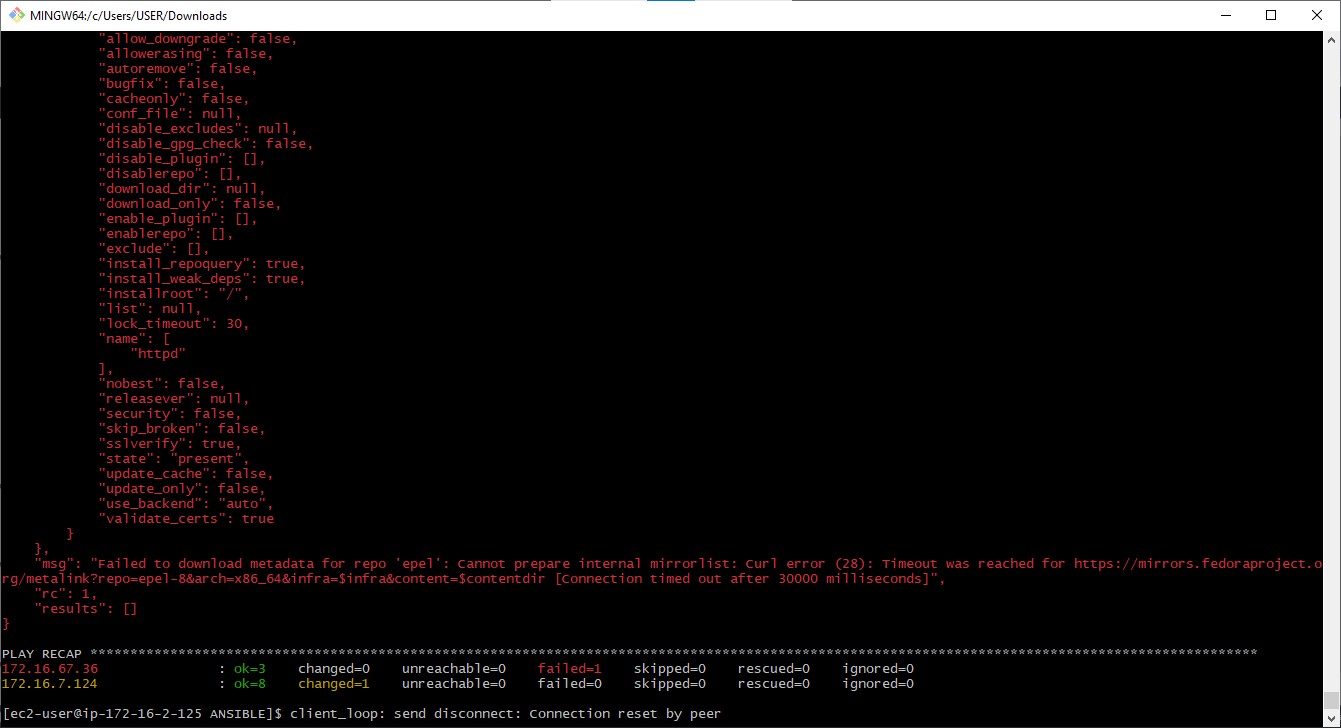 MINGW64:/c/Users/USER/Downloads
"allow_downgrade": false,
"allowerasing": false,
"autoremove": false,
"bugfix": false,
"cacheonly": false,
"conf_file": null,
"disable_excludes": null,
"disable_gpg_check": false,
"disable_plugin": [],
"disablerepo": [],
"download_dir": null,
"download_only": false,
"enable_plugin": [],
"enablerepo": [],
"exclude": [],
"install_repoquery": true,
"install_weak_deps": true,
"installroot": "/",
"list": null,
"lock_timeout": 30,
"name": [
"httpd"
],
"nobest": false,
"releasever": null,
"security": false,
"skip_broken": false,
"sslverify": true,
"state": "present",
"update_cache": false,
"update_only": false,
"use_backend": "auto",
"validate_certs": true
}
},
"msg": "Failed to download metadata for repo 'epel': Cannot prepare internal mirrorlist: Curl error (28): Timeout was reached for https://mirrors.fedoraproject.o
rg/metalink?repo=epel-8&arch=x86_64&infra=$infra&content=$contentdir [Connection timed out after 30000 milliseconds]",
"rc": 1,
"results": []
}
PLAY RECAP **************************************************************************************************************************************************
172.16.67.36 : ok=3 changed=0 unreachable=0 failed=1 skipped=0 rescued=0 ignored=0
172.16.7.124 : ok=8 changed=1 unreachable=0 failed=0 skipped=0 rescued=0 ignored=0
[ec2-user@ip-172-16-2-125 ANSIBLE]$ client_loop: send disconnect: Connection reset by peer